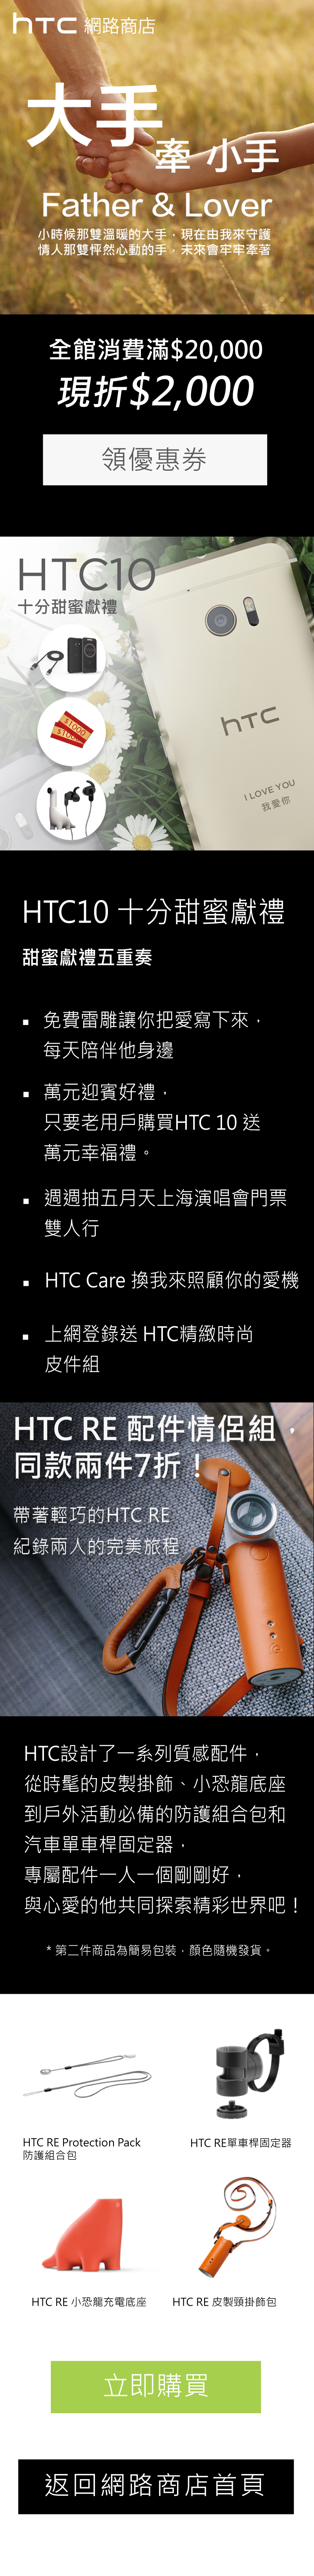 hTC 網路商店
大手
牽 小手
Father & Lover
小時候那雙溫暖的大手，現在由我來守護
情人那雙怦然心動的手，未來會牢牢牽著
全館消費滿$20,000
現折$2,000
領優惠券
HTC10
十分甜蜜獻禮
$1000
$1000
hTC
I LOVE YOU
我愛你
HTC10 十分甜蜜獻禮
甜蜜獻禮五重奏
▪ 免費雷雕讓你把愛寫下來，
每天陪伴他身邊
▪ 萬元迎賓好禮，
只要老用戶購買HTC 10 送
萬元幸福禮。
▪ 週週抽五月天上海演唱會門票
雙人行
▪ HTC Care 換我來照顧你的愛機
▪ 上網登錄送 HTC精緻時尚
皮件組
HTC RE 配件情侶組，
同款兩件7折！
帶著輕巧的HTC RE
紀錄兩人的完美旅程
HTC設計了一系列質感配件，
從時髦的皮製掛飾、小恐龍底座
到戶外活動必備的防護組合包和
汽車單車桿固定器，
專屬配件一人一個剛剛好，
與心愛的他共同探索精彩世界吧！
* 第二件商品為簡易包裝，顏色隨機發貨。
HTC RE Protection Pack
防護組合包
HTC RE單車桿固定器
HTC RE 小恐龍充電底座
HTC RE 皮製頸掛飾包
立即購買
返回網路商店首頁